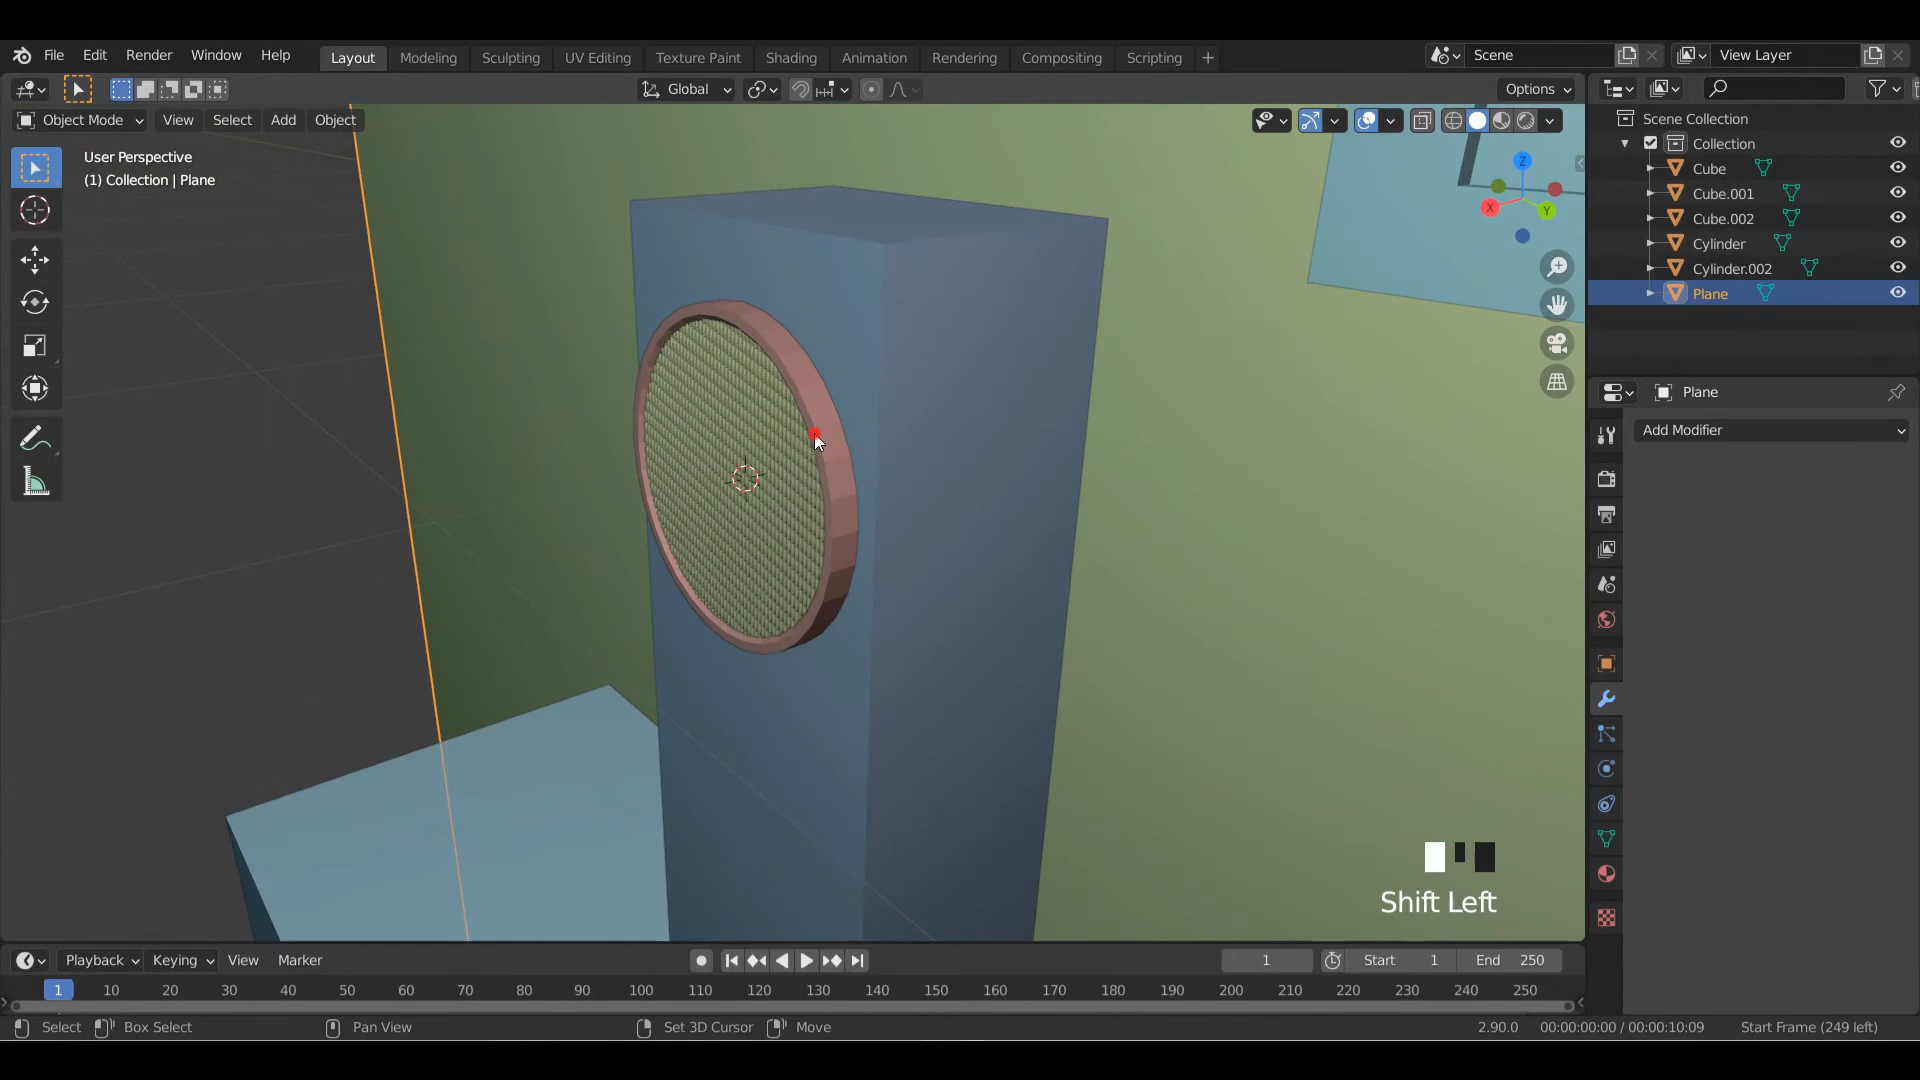 File Edit Render Window Help Layout Modeling Sculpting UV Editing Texture Paint Shading Animation Rendering Compositing Scripting + Scene View Layer
Global Options
Object Mode View Select Add Object
User Perspective
(1) Collection | Plane
Z
X
Y
Scene Collection
Collection
Cube
Cube.001
Cube.002
Cylinder
Cylinder.002
Plane
Plane
Add Modifier
Shift Left
Playback Keying View Marker 1 Start 1 End 250
1 10 20 30 40 50 60 70 80 90 100 110 120 130 140 150 160 170 180 190 200 210 220 230 240 250
Select Box Select Pan View Set 3D Cursor Move 2.90.0 00:00:00:00 / 00:00:10:09 Start Frame (249 left)